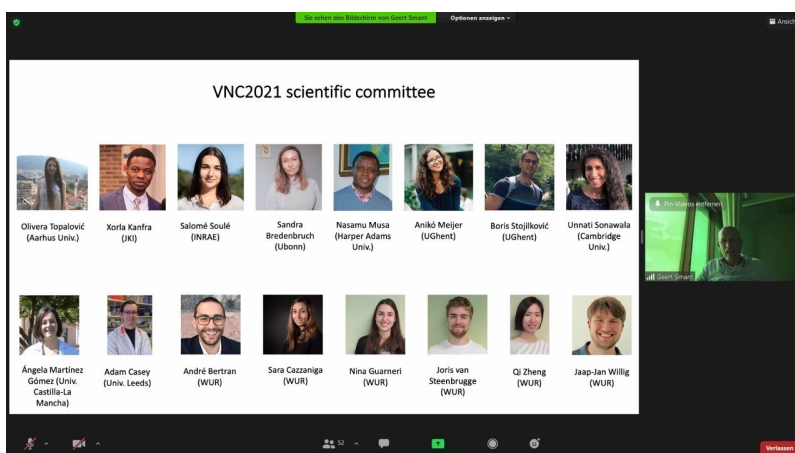 Sie sehen den Bildschirm von Geert Smant
Optionen anzeigen
Ansich
VNC2021 scientific committee
Olivera Topalović
(Aarhus Univ.)
Xorla Kanfra
(JKI)
Salomé Soulé
(INRAE)
Sandra
Bredenbruch
(Ubonn)
Nasamu Musa
(Harper Adams
Univ.)
Anikó Meijer
(UGhent)
Boris Stojilković
(UGhent)
Unnati Sonawala
(Cambridge
Univ.)
Pin Videos entfernen
Geert Smant
Ángela Martínez
Gómez (Univ.
Castilla-La
Mancha)
Adam Casey
(Univ. Leeds)
André Bertran
(WUR)
Sara Cazzaniga
(WUR)
Nina Guarneri
(WUR)
Joris van
Steenbrugge
(WUR)
Qi Zheng
(WUR)
Jaap-Jan Willig
(WUR)
52
Verlassen